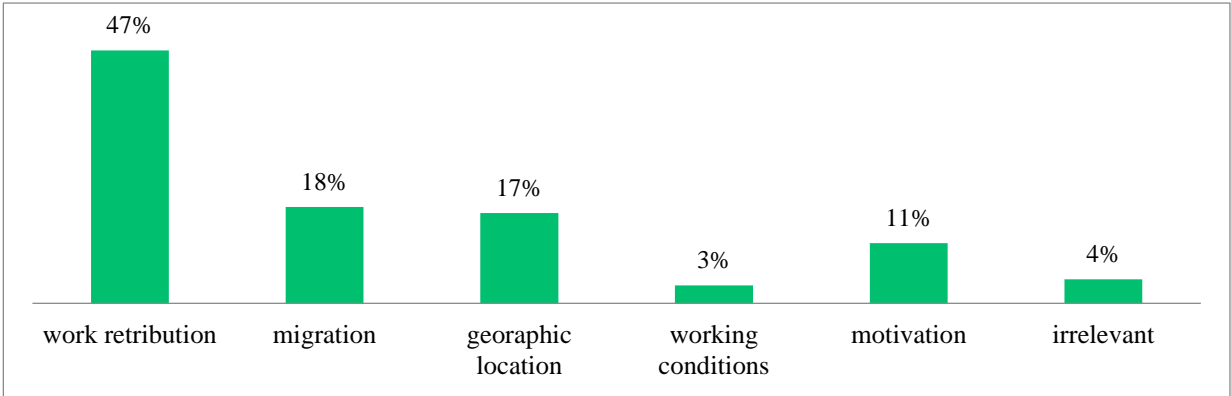 47%
18%
17%
3%
11%
4%
work retribution
migration
georaphic
location
working
conditions
motivation
irrelevant